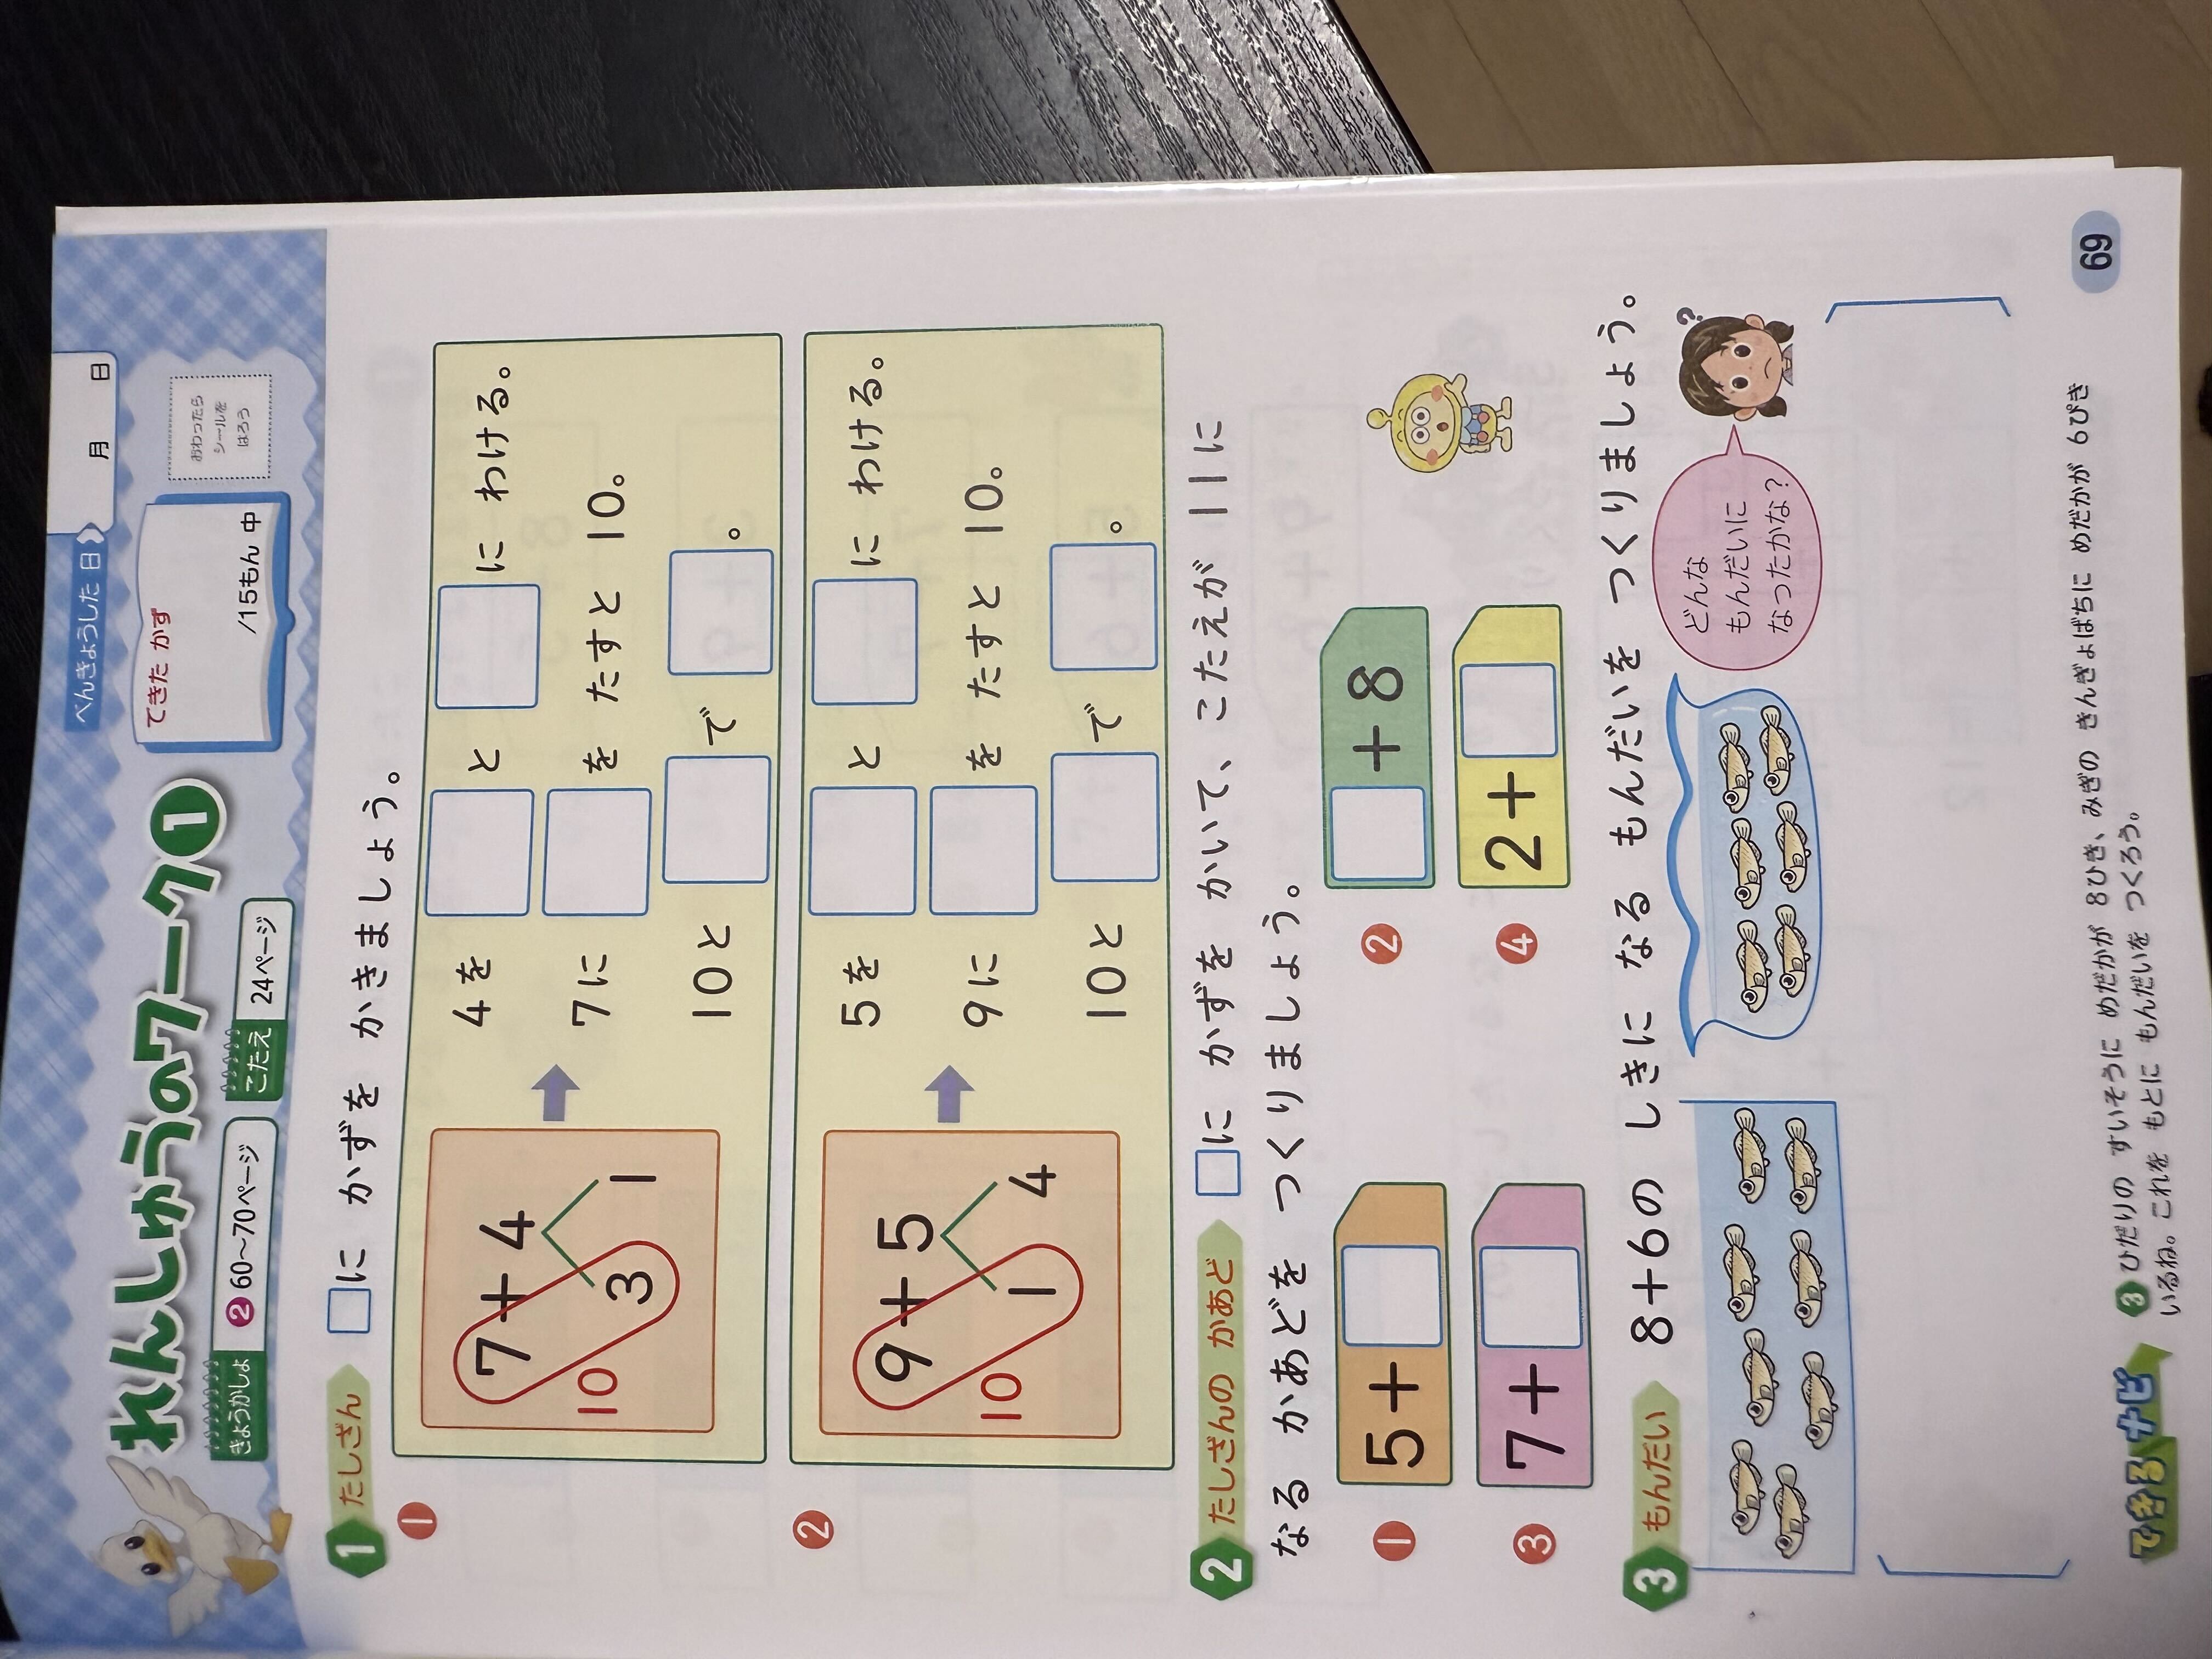 べんきょうした 日　　月　　日
れんしゅうのワーク1
きょうかしょ ② 60〜70ページ　こたえ 24ページ
できた かず
/15もん 中
おわったら
シールを
はろう
1 たしざん □に かずを かきましょう。
❶
7＋4
3 1
10
4を □ と □ に わける。
7に □ を たすと 10。
10と □ で □。
❷
9＋5
1 4
10
5を □ と □ に わける。
9に □ を たすと 10。
10と □ で □。
2 たしざんの かあど □に かずを かいて、こたえが 11に
なる かあどを つくりましょう。
❶ 5＋□
❷ □＋8
❸ 7＋□
❹ 2＋□
3 もんだい 8＋6の しきに なる もんだいを つくりましょう。
どんな
もんだいに
なったかな？
?
できるナビ ③ ひだりの すいそうに めだかが 8ひき、みぎの きんぎょばちに めだかが 6ぴき
いるね。これを もとに もんだいを つくろう。
69